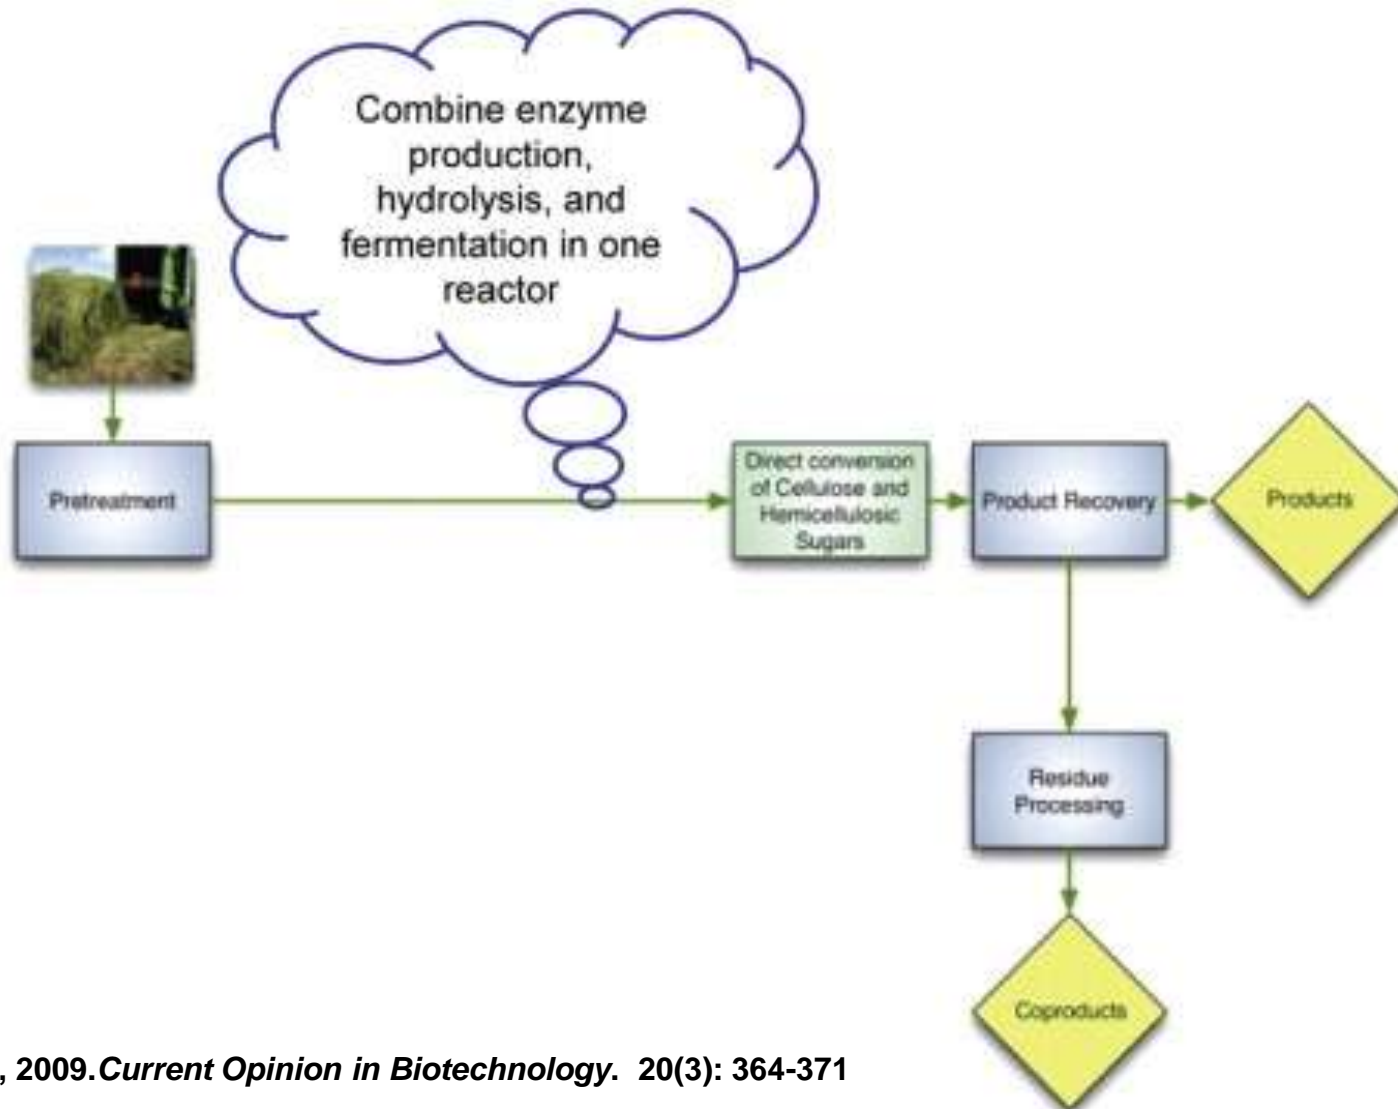 Combine enzyme
production,
hydrolysis, and
fermentation in one
reactor
Pretreatment
Direct conversion
of Cellulose and
Hemicellulosic
Sugars
Product Recovery
Products
Residue
Processing
Coproducts
, 2009.Current Opinion in Biotechnology. 20(3): 364-371